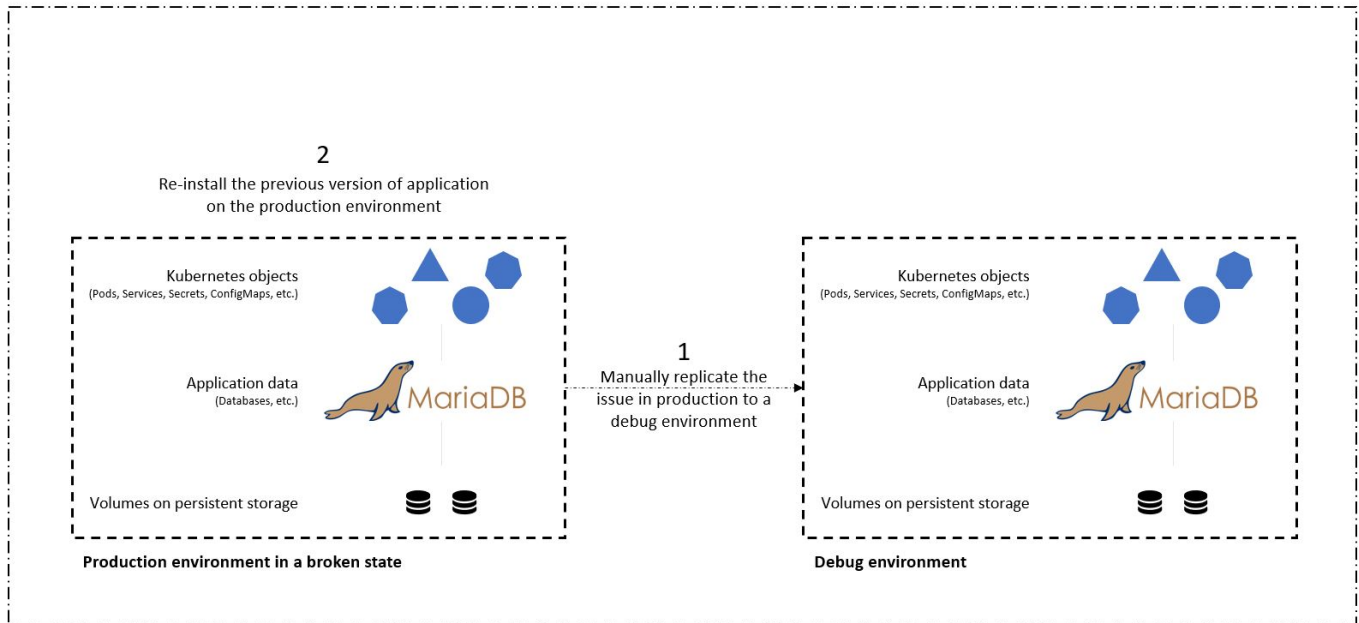 2
Re-install the previous version of application
on the production environment
Kubernetes objects
(Pods, Services, Secrets, ConfigMaps, etc.)
Application data
(Databases, etc.)
MariaDB
Volumes on persistent storage
Production environment in a broken state
1
Manually replicate the
issue in production to a
debug environment
Kubernetes objects
(Pods, Services, Secrets, ConfigMaps, etc.)
Application data
(Databases, etc.)
MariaDB
Volumes on persistent storage
Debug environment